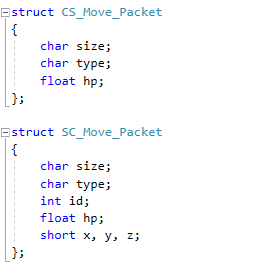 struct CS_Move_Packet
{
    char size;
    char type;
    float hp;
};

struct SC_Move_Packet
{
    char size;
    char type;
    int id;
    float hp;
    short x, y, z;
};